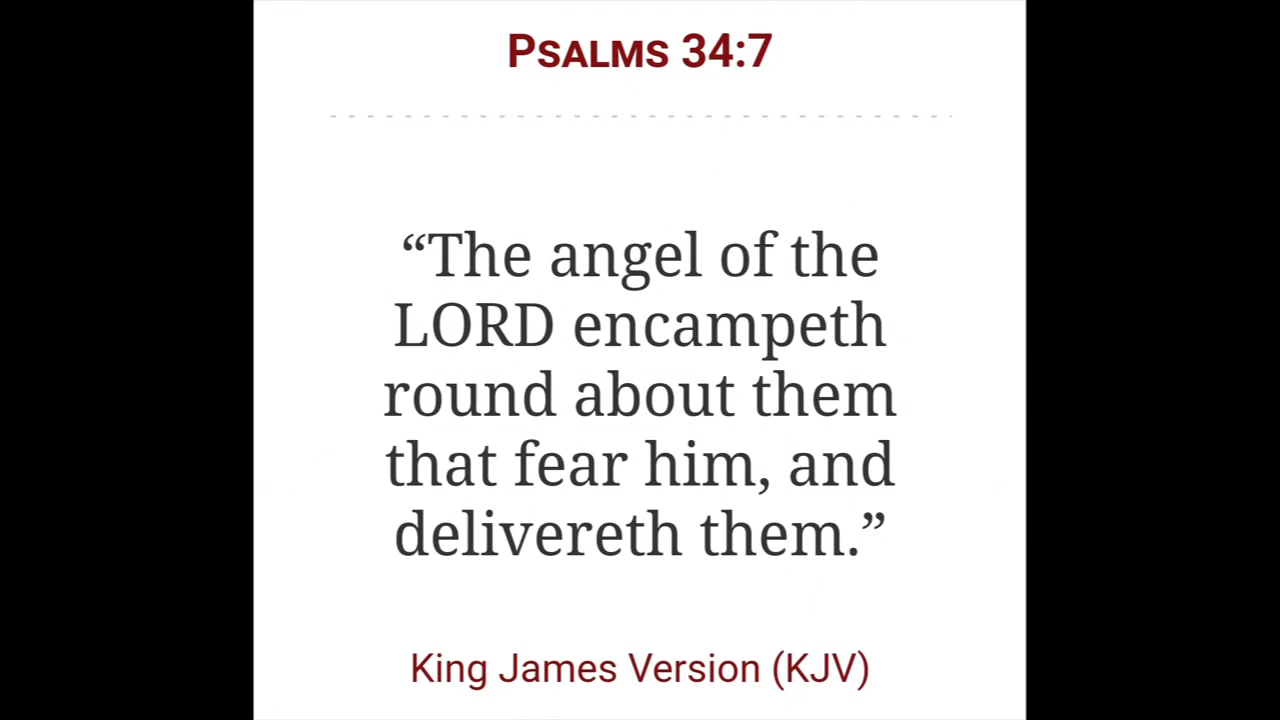 PSALMS 34:7
“The angel of the
LORD encampeth
round about them
that fear him, and
delivereth them.”
King James Version (KJV)